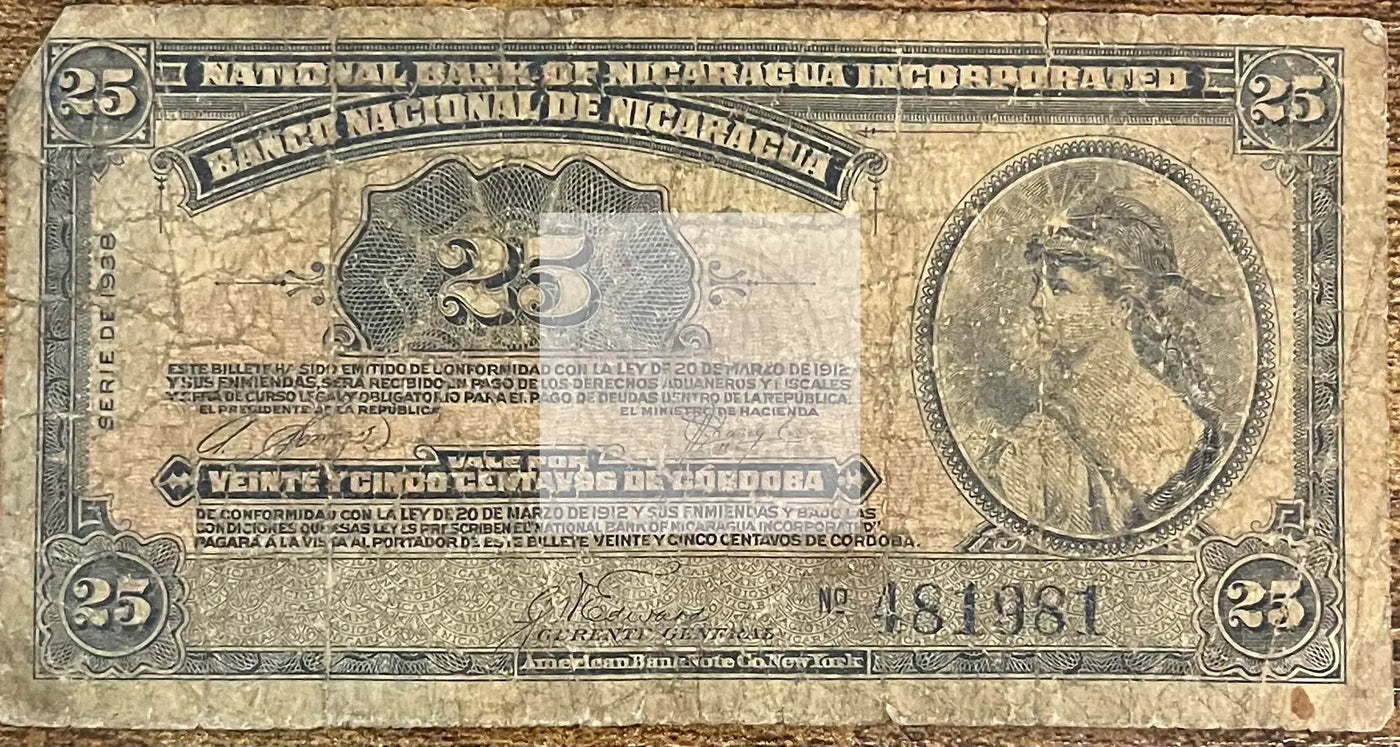 25 NATIONAL BANK OF NICARAGUA INCORPORATED 25
BANCO NACIONAL DE NICARAGUA
25
SERIE DE 1938
ESTE BILLETE HA SIDO EMITIDO DE CONFORMIDAD CON LA LEY DE 20 DE MARZO DE 1912
Y SUS ENMIENDAS, SERA RECIBIDO EN PAGO DE LOS DERECHOS ADUANEROS Y FISCALES
Y SERA DE CURSO LEGAL Y OBLIGATORIO PARA EL PAGO DE DEUDAS DENTRO DE LA REPÚBLICA.
EL PRESIDENTE DE LA REPÚBLICA EL MINISTRO DE HACIENDA
VALE POR
VEINTE Y CINCO CENTAVOS DE CÓRDOBA
DE CONFORMIDAD CON LA LEY DE 20 DE MARZO DE 1912 Y SUS ENMIENDAS Y BAJO LAS
CONDICIONES QUE ESAS LEYES PRESCRIBEN EL "NATIONAL BANK OF NICARAGUA INCORPORATED"
PAGARÁ A LA VISTA AL PORTADOR DE ESTE BILLETE VEINTE Y CINCO CENTAVOS DE CÓRDOBA.
25 Nº 481981 25
GERENTE GENERAL
American Bank Note Co New York